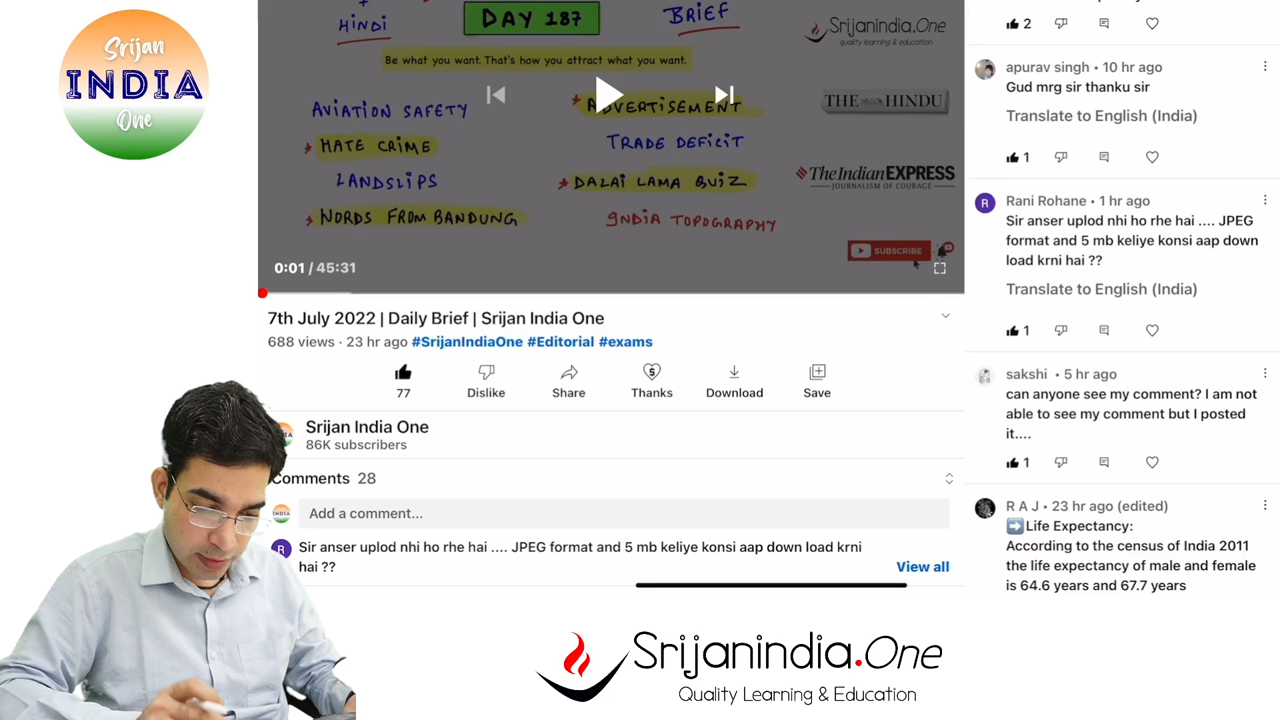 Srijan
INDIA
One
HINDI
DAY 187
BRIEF
Be what you want. That's how you attract what you want.
AVIATION SAFETY
HATE CRIME
LANDSLIPS
NORDS FROM BANDUNG
ADVERTISEMENT
TRADE DEFICIT
DALAI LAMA QUIZ
INDIA TOPOGRAPHY
Srijanindia.One
quality learning & education
THE HINDU
The Indian EXPRESS
JOURNALISM OF COURAGE
SUBSCRIBE
0:01 / 45:31
7th July 2022 | Daily Brief | Srijan India One
688 views · 23 hr ago #SrijanIndiaOne #Editorial #exams
77
Dislike
Share
Thanks
Download
Save
Srijan India One
86K subscribers
Comments 28
INDIA
Add a comment...
R
Sir anser uplod nhi ho rhe hai .... JPEG format and 5 mb keliye konsi aap down load krni
hai ??
View all
2
apurav singh • 10 hr ago
Gud mrg sir thanku sir
Translate to English (India)
1
R
Rani Rohane • 1 hr ago
Sir anser uplod nhi ho rhe hai .... JPEG
format and 5 mb keliye konsi aap down
load krni hai ??
Translate to English (India)
1
sakshi • 5 hr ago
can anyone see my comment? I am not
able to see my comment but I posted
it....
1
R A J • 23 hr ago (edited)
➡️Life Expectancy:
According to the census of India 2011
the life expectancy of male and female
is 64.6 years and 67.7 years
Srijanindia.One
Quality Learning & Education